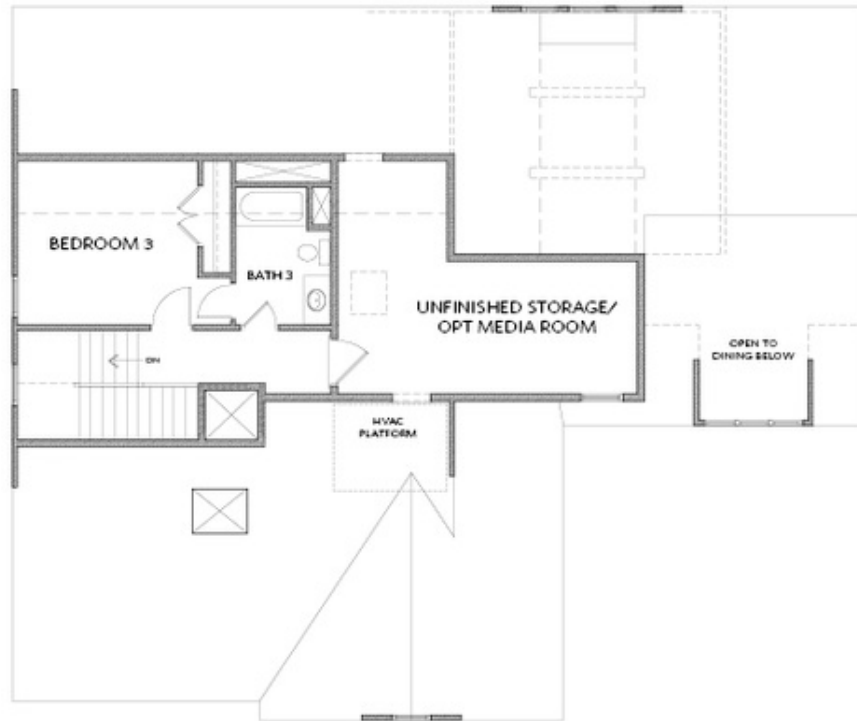 BEDROOM 3
BATH 3
UNFINISHED STORAGE/
OPT MEDIA ROOM
OPEN TO
DINING BELOW
DN
HVAC
PLATFORM